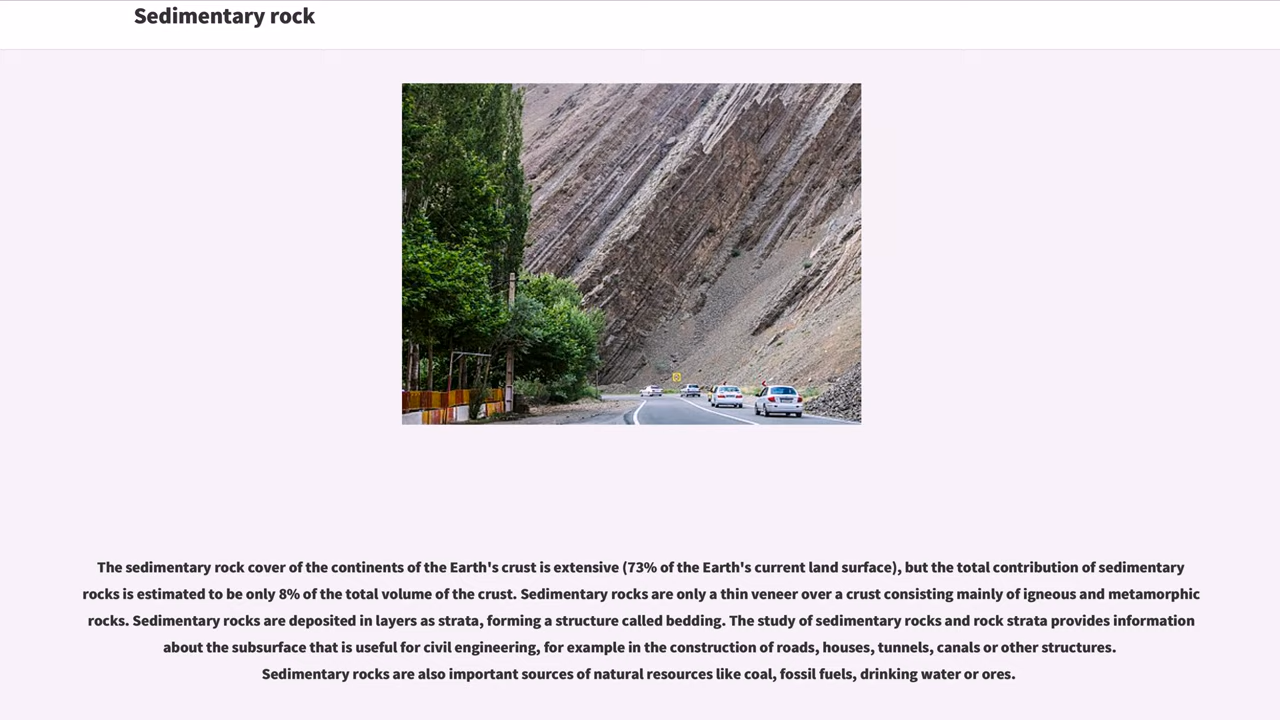 Sedimentary rock
The sedimentary rock cover of the continents of the Earth's crust is extensive (73% of the Earth's current land surface), but the total contribution of sedimentary
rocks is estimated to be only 8% of the total volume of the crust. Sedimentary rocks are only a thin veneer over a crust consisting mainly of igneous and metamorphic
rocks. Sedimentary rocks are deposited in layers as strata, forming a structure called bedding. The study of sedimentary rocks and rock strata provides information
about the subsurface that is useful for civil engineering, for example in the construction of roads, houses, tunnels, canals or other structures.
Sedimentary rocks are also important sources of natural resources like coal, fossil fuels, drinking water or ores.